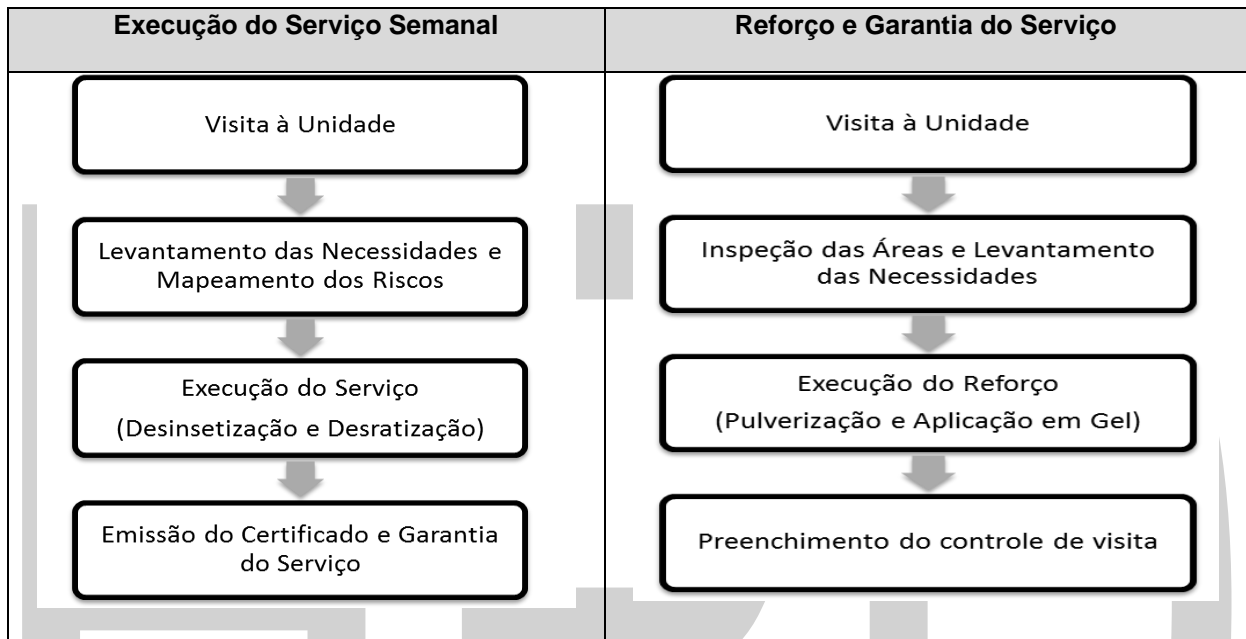 Execução do Serviço Semanal
Visita à Unidade
Levantamento das Necessidades e
Mapeamento dos Riscos
Execução do Serviço
(Desinsetização e Desratização)
Emissão do Certificado e Garantia
do Serviço
Reforço e Garantia do Serviço
Visita à Unidade
Inspeção das Áreas e Levantamento
das Necessidades
Execução do Reforço
(Pulverização e Aplicação em Gel)
Preenchimento do controle de visita